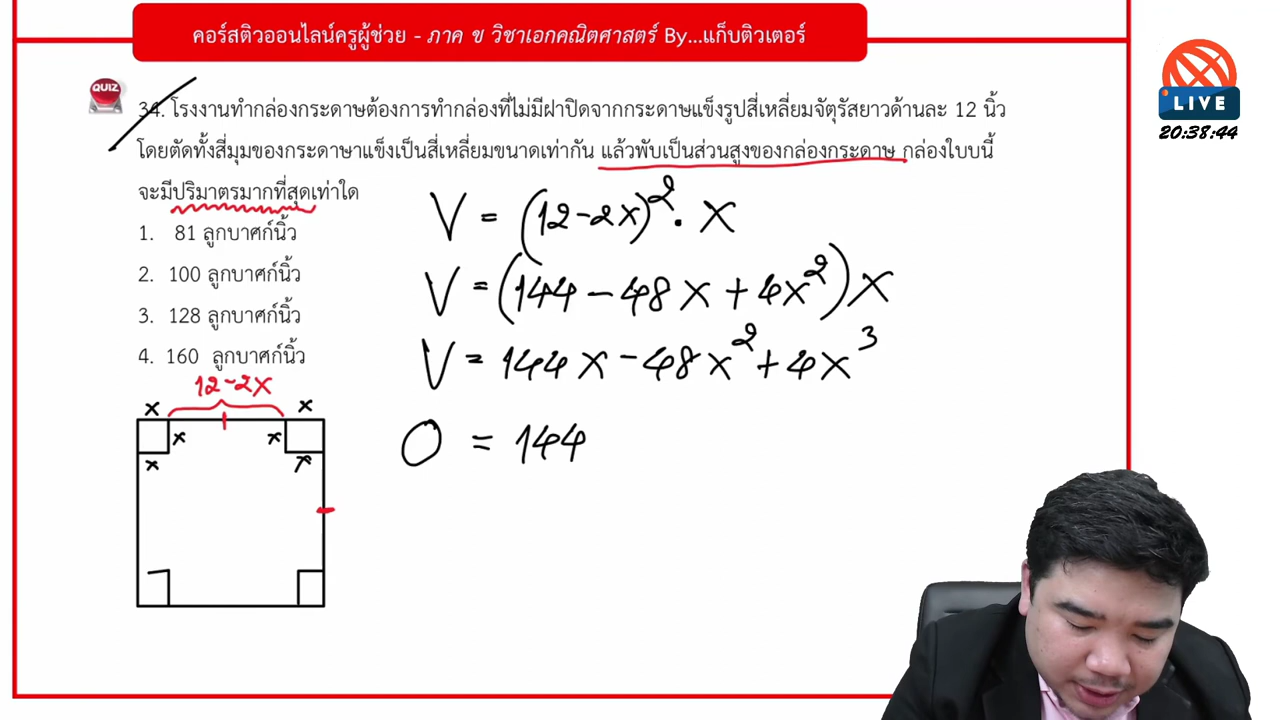 คอร์สติวออนไลน์ครูผู้ช่วย - ภาค ข วิชาเอกคณิตศาสตร์ By...แก็บติวเตอร์
LIVE
20:38:44
QUIZ
34. โรงงานทำกล่องกระดาษต้องการทำกล่องที่ไม่มีฝาปิดจากกระดาษแข็งรูปสี่เหลี่ยมจัตุรัสยาวด้านละ 12 นิ้ว
โดยตัดทั้งสี่มุมของกระดาษาแข็งเป็นสี่เหลี่ยมขนาดเท่ากัน แล้วพับเป็นส่วนสูงของกล่องกระดาษ กล่องใบบนี้
จะมีปริมาตรมากที่สุดเท่าใด
1. 81 ลูกบาศก์นิ้ว
2. 100 ลูกบาศก์นิ้ว
3. 128 ลูกบาศก์นิ้ว
4. 160 ลูกบาศก์นิ้ว
V = (12-2x)² · x
V = (144 - 48x + 4x²)x
V = 144x - 48x² + 4x³
0 = 144
12-2x
x x
x x
x x